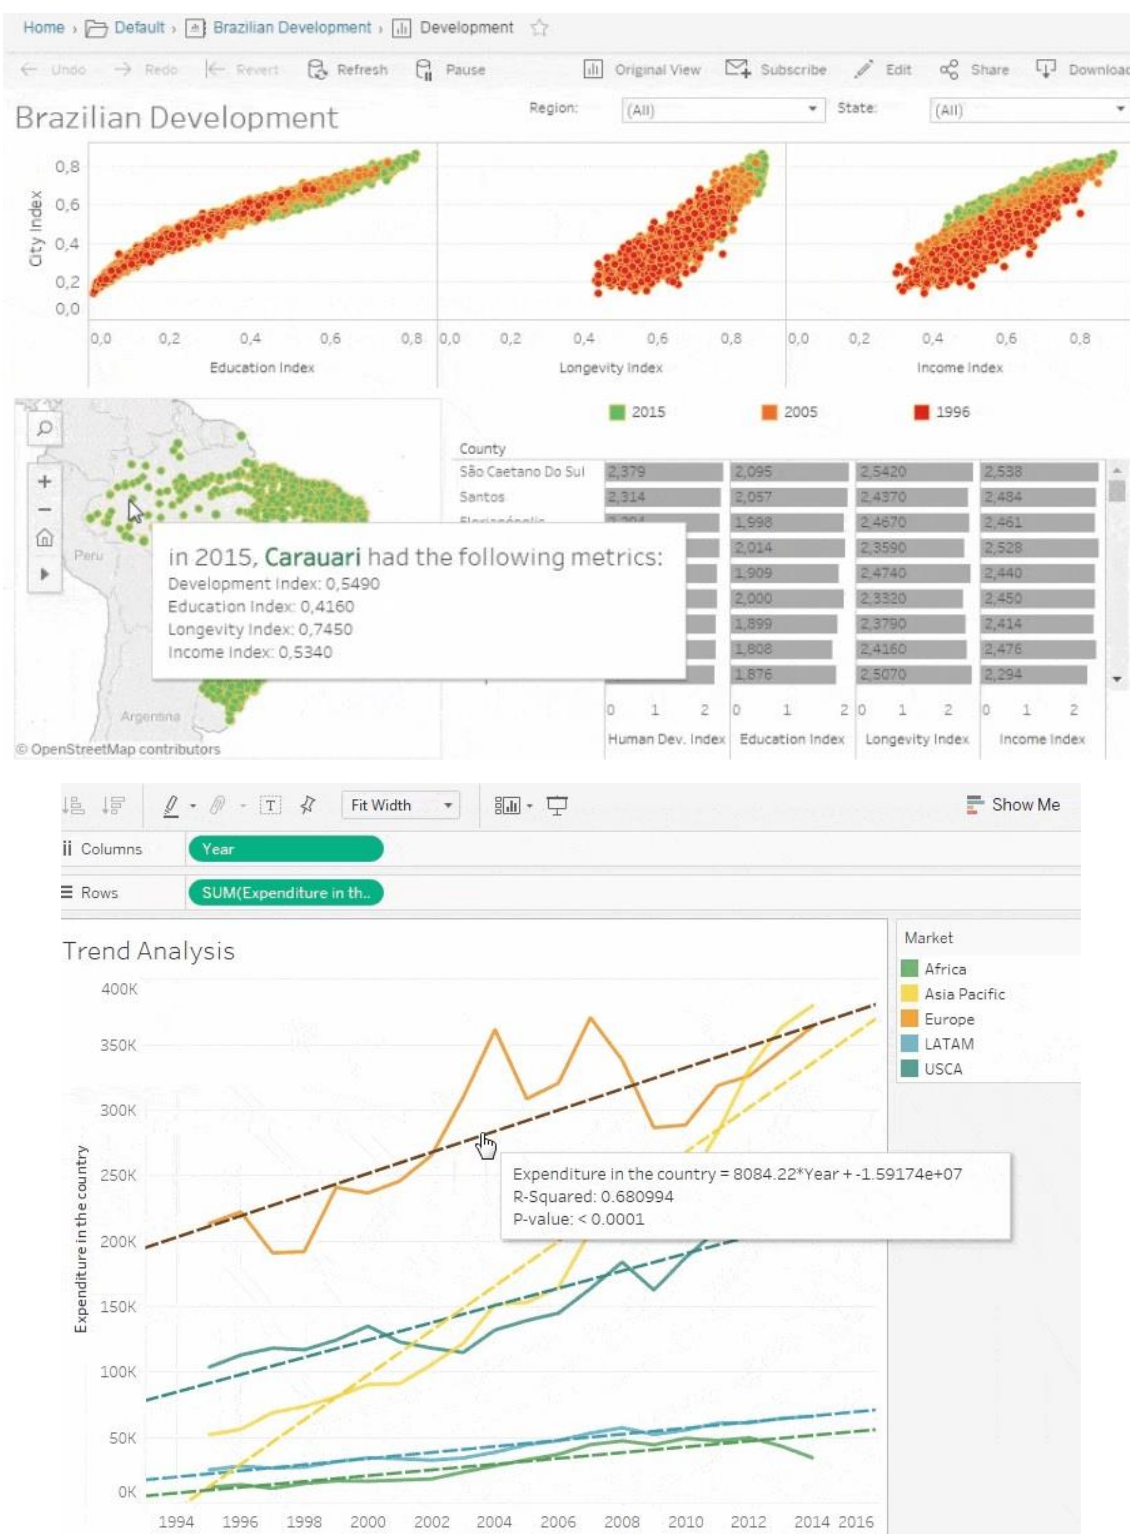 Home › Default › Brazilian Development › Development
Undo Redo Revert Refresh Pause Original View Subscribe Edit Share Download
Brazilian Development
Region: (All) State: (All)
City Index
0,8
0,6
0,4
0,2
0,0
0,0 0,2 0,4 0,6 0,8 0,0 0,2 0,4 0,6 0,8 0,0 0,2 0,4 0,6 0,8
Education Index Longevity Index Income Index
2015 2005 1996
County
São Caetano Do Sul 2,379 2,095 2,5420 2,538
Santos 2,314 2,057 2,4370 2,484
1,998 2,4670 2,461
2,014 2,3590 2,528
1,909 2,4740 2,440
2,000 2,3320 2,450
1,899 2,3790 2,414
1,808 2,4160 2,476
1,876 2,5070 2,294
0 1 2 0 1 2 0 1 2 0 1 2
Human Dev. Index Education Index Longevity Index Income Index
Peru
in 2015, Carauari had the following metrics:
Development Index: 0,5490
Education Index: 0,4160
Longevity Index: 0,7450
Income Index: 0,5340
Argentina
© OpenStreetMap contributors
Fit Width Show Me
Columns Year
Rows SUM(Expenditure in th..
Trend Analysis
Market
Africa
Asia Pacific
Europe
LATAM
USCA
Expenditure in the country
400K
350K
300K
250K
200K
150K
100K
50K
0K
Expenditure in the country = 8084.22*Year + -1.59174e+07
R-Squared: 0.680994
P-value: < 0.0001
1994 1996 1998 2000 2002 2004 2006 2008 2010 2012 2014 2016